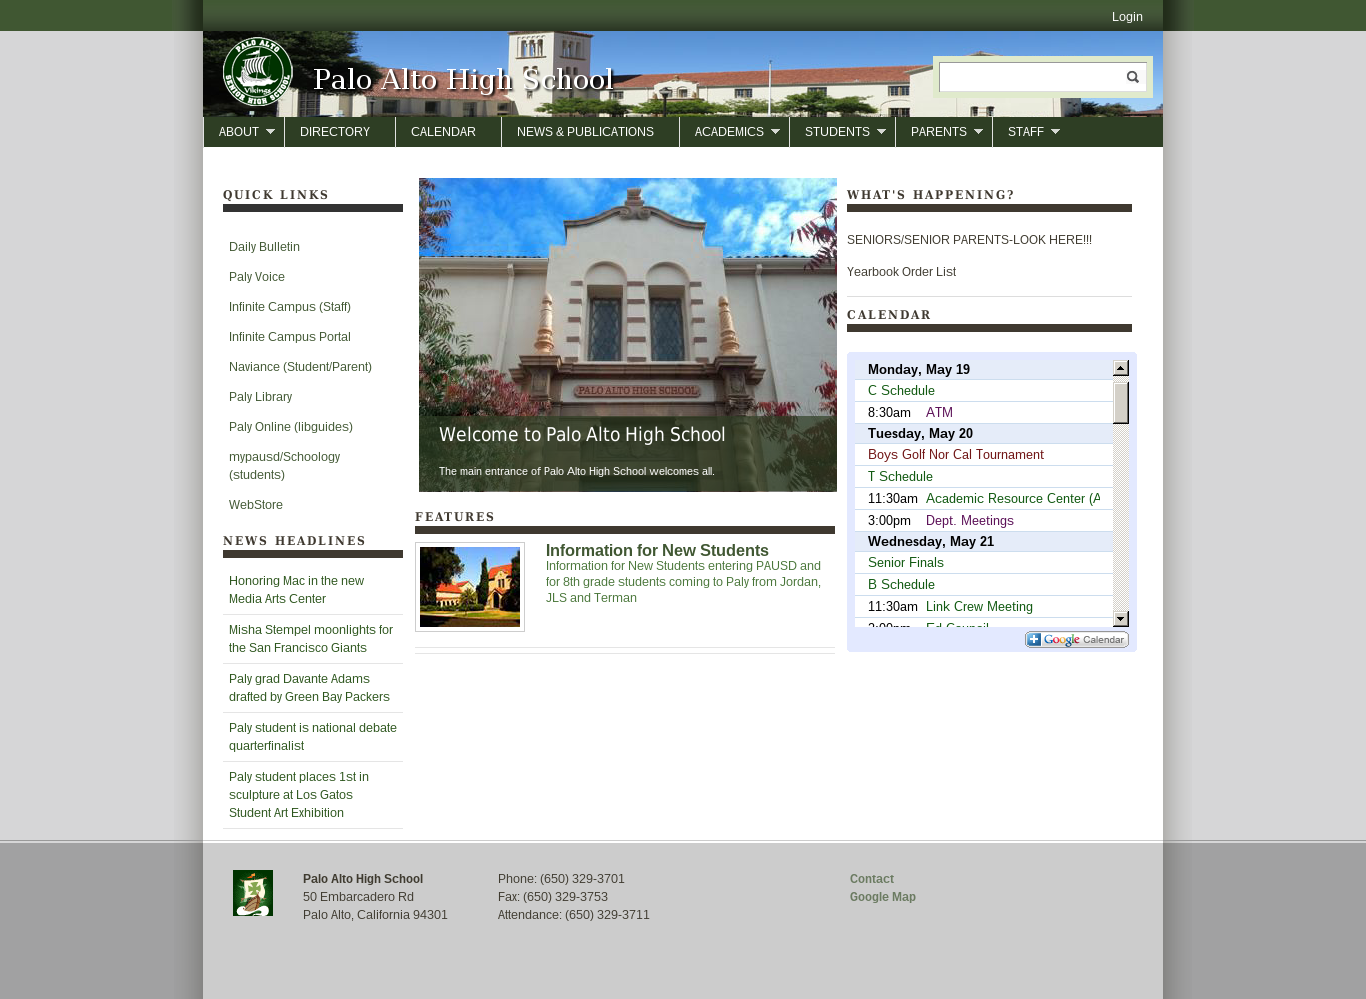 Login
PALO ALTO
Vikings
SENIOR HIGH SCHOOL
Palo Alto High School
ABOUT
DIRECTORY
CALENDAR
NEWS & PUBLICATIONS
ACADEMICS
STUDENTS
PARENTS
STAFF
QUICK LINKS
Daily Bulletin
Paly Voice
Infinite Campus (Staff)
Infinite Campus Portal
Naviance (Student/Parent)
Paly Library
Paly Online (libguides)
mypausd/Schoology
(students)
WebStore
NEWS HEADLINES
Honoring Mac in the new
Media Arts Center
Misha Stempel moonlights for
the San Francisco Giants
Paly grad Davante Adams
drafted by Green Bay Packers
Paly student is national debate
quarterfinalist
Paly student places 1st in
sculpture at Los Gatos
Student Art Exhibition
PALO ALTO HIGH SCHOOL
Welcome to Palo Alto High School
The main entrance of Palo Alto High School welcomes all.
FEATURES
Information for New Students
Information for New Students entering PAUSD and
for 8th grade students coming to Paly from Jordan,
JLS and Terman
WHAT'S HAPPENING?
SENIORS/SENIOR PARENTS-LOOK HERE!!!
Yearbook Order List
CALENDAR
Monday, May 19
C Schedule
8:30am ATM
Tuesday, May 20
Boys Golf Nor Cal Tournament
T Schedule
11:30am Academic Resource Center (A
3:00pm Dept. Meetings
Wednesday, May 21
Senior Finals
B Schedule
11:30am Link Crew Meeting
Ed Council
Google Calendar
Palo Alto High School
50 Embarcadero Rd
Palo Alto, California 94301
Phone: (650) 329-3701
Fax: (650) 329-3753
Attendance: (650) 329-3711
Contact
Google Map